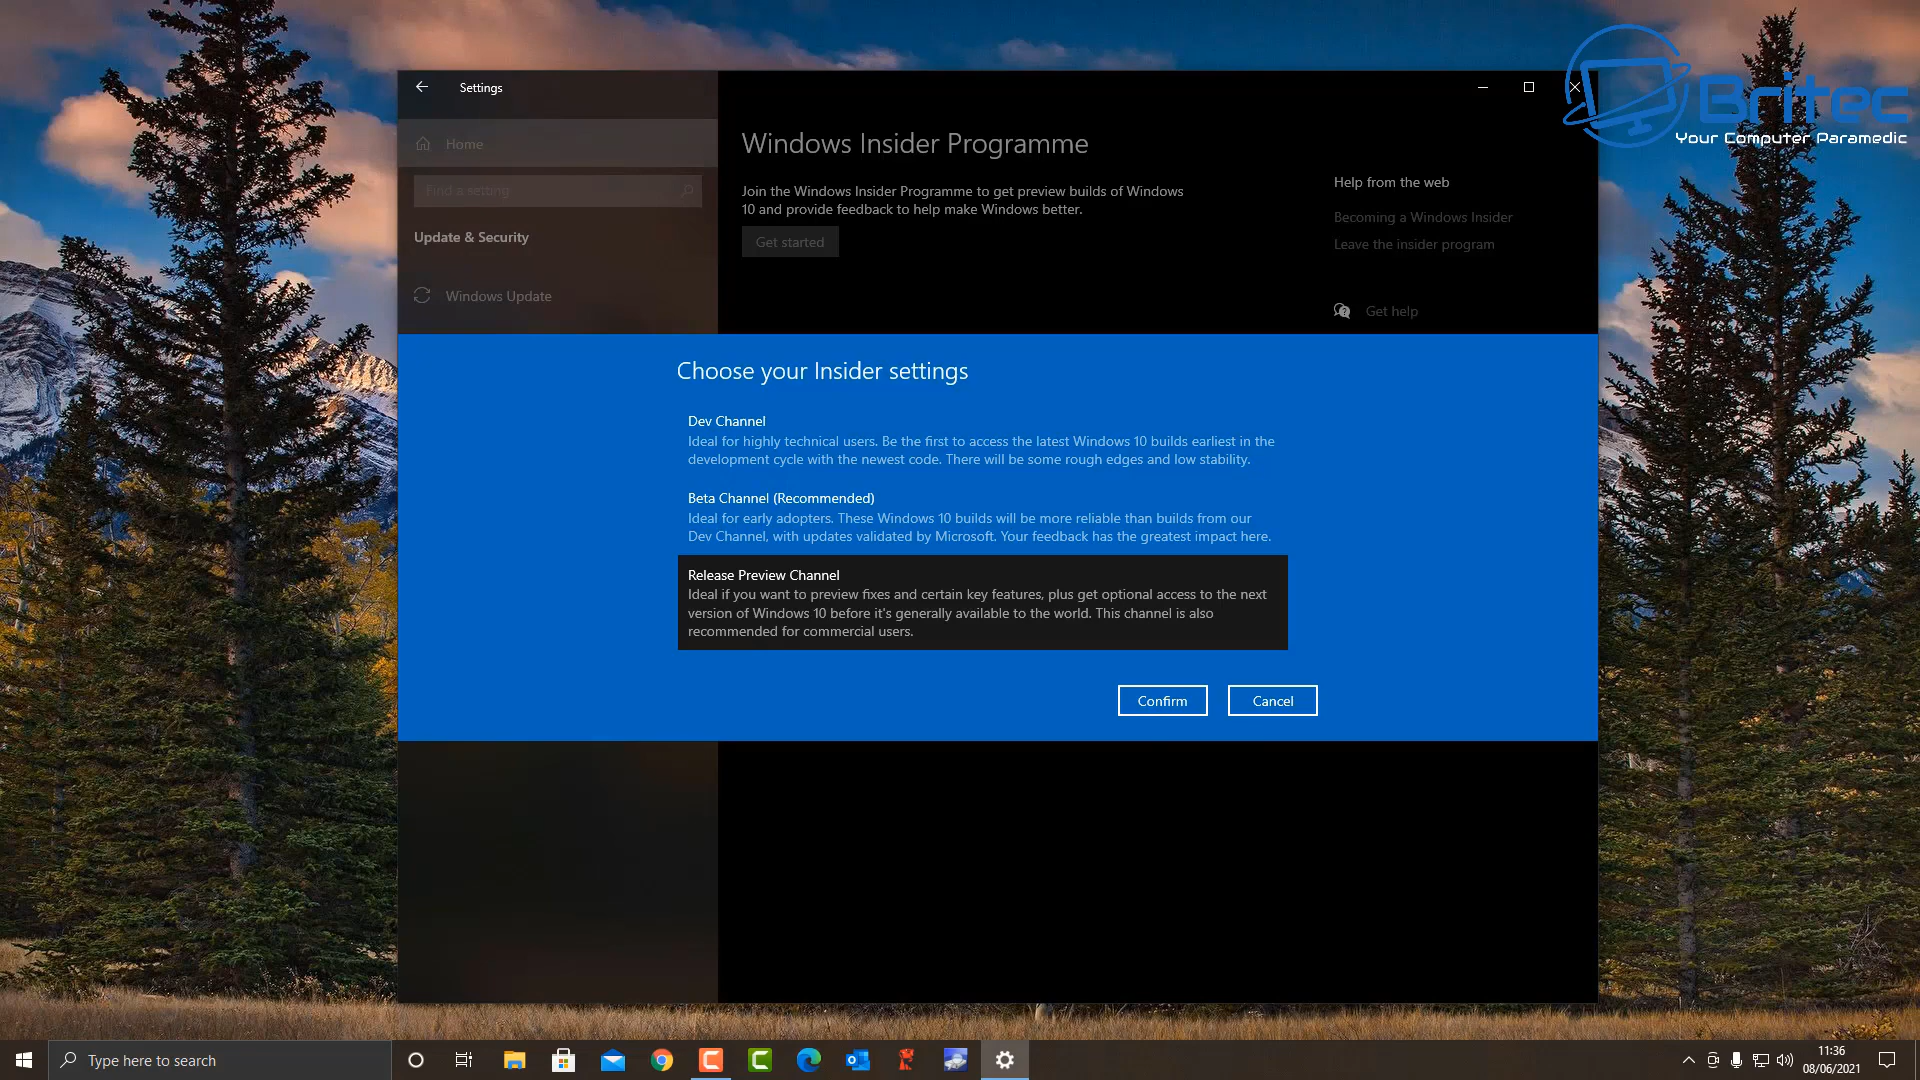 Settings
Britec
Your Computer Paramedic
Home
Find a setting
Update & Security
Windows Update
Windows Insider Programme
Join the Windows Insider Programme to get preview builds of Windows
10 and provide feedback to help make Windows better.
Get started
Help from the web
Becoming a Windows Insider
Leave the insider program
Get help
Choose your Insider settings
Dev Channel
Ideal for highly technical users. Be the first to access the latest Windows 10 builds earliest in the
development cycle with the newest code. There will be some rough edges and low stability.
Beta Channel (Recommended)
Ideal for early adopters. These Windows 10 builds will be more reliable than builds from our
Dev Channel, with updates validated by Microsoft. Your feedback has the greatest impact here.
Release Preview Channel
Ideal if you want to preview fixes and certain key features, plus get optional access to the next
version of Windows 10 before it's generally available to the world. This channel is also
recommended for commercial users.
Confirm
Cancel
Type here to search
11:36
08/06/2021